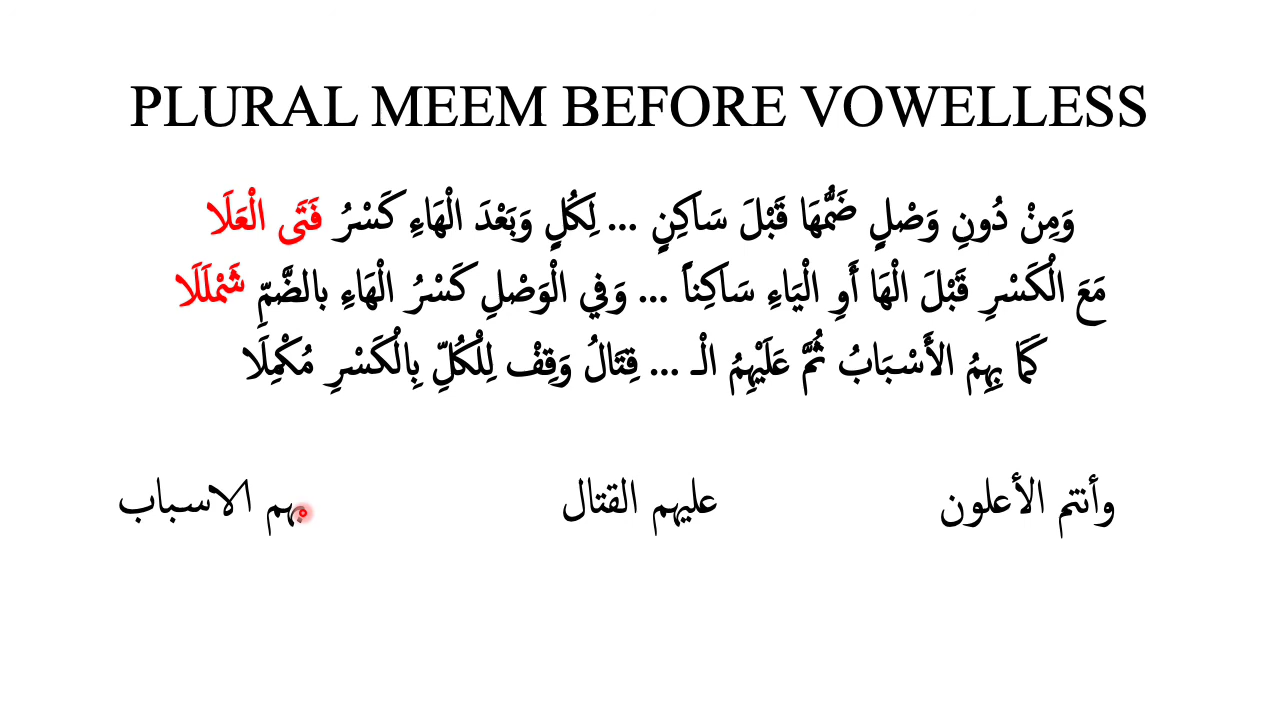 PLURAL MEEM BEFORE VOWELLESS
وَمِنْ دُونِ وَصْلٍ ضَمُّهَا قَبْلَ سَاكِنٍ ... لِكُلٍ وَبَعْدَ الْهَاءِ كَسْرُ فَتَى الْعَلَا
مَعَ الْكَسْرِ قَبْلَ الْهَا أَوِ الْيَاءِ سَاكِناً ... وَفي الْوَصْلِ كَسْرُ الْهَاءِ بالضَّمِّ شَمْلَلَا
كَمَا بِهِمُ الأَسْبَابُ ثُمَّ عَلَيْهِمُ الْـ ... قِتَالُ وَقِفْ لِلْكُلِّ بِالْكَسْرِ مُكْمِلَا
وأنتم الأعلون عليهم القتال بهم الاسباب